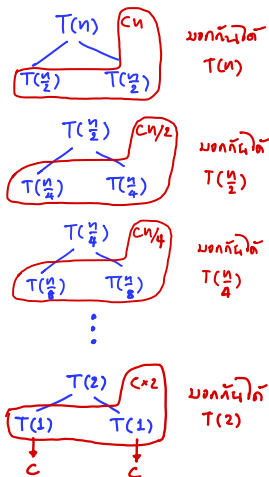 T(n) cn
T(n/2) T(n/2)
บวกกันได้
T(n)
T(n/2) cn/2
T(n/4) T(n/4)
บวกกันได้
T(n/2)
T(n/4) cn/4
T(n/8) T(n/8)
บวกกันได้
T(n/4)
⋮
T(2) c×2
T(1) T(1)
บวกกันได้
T(2)
c c